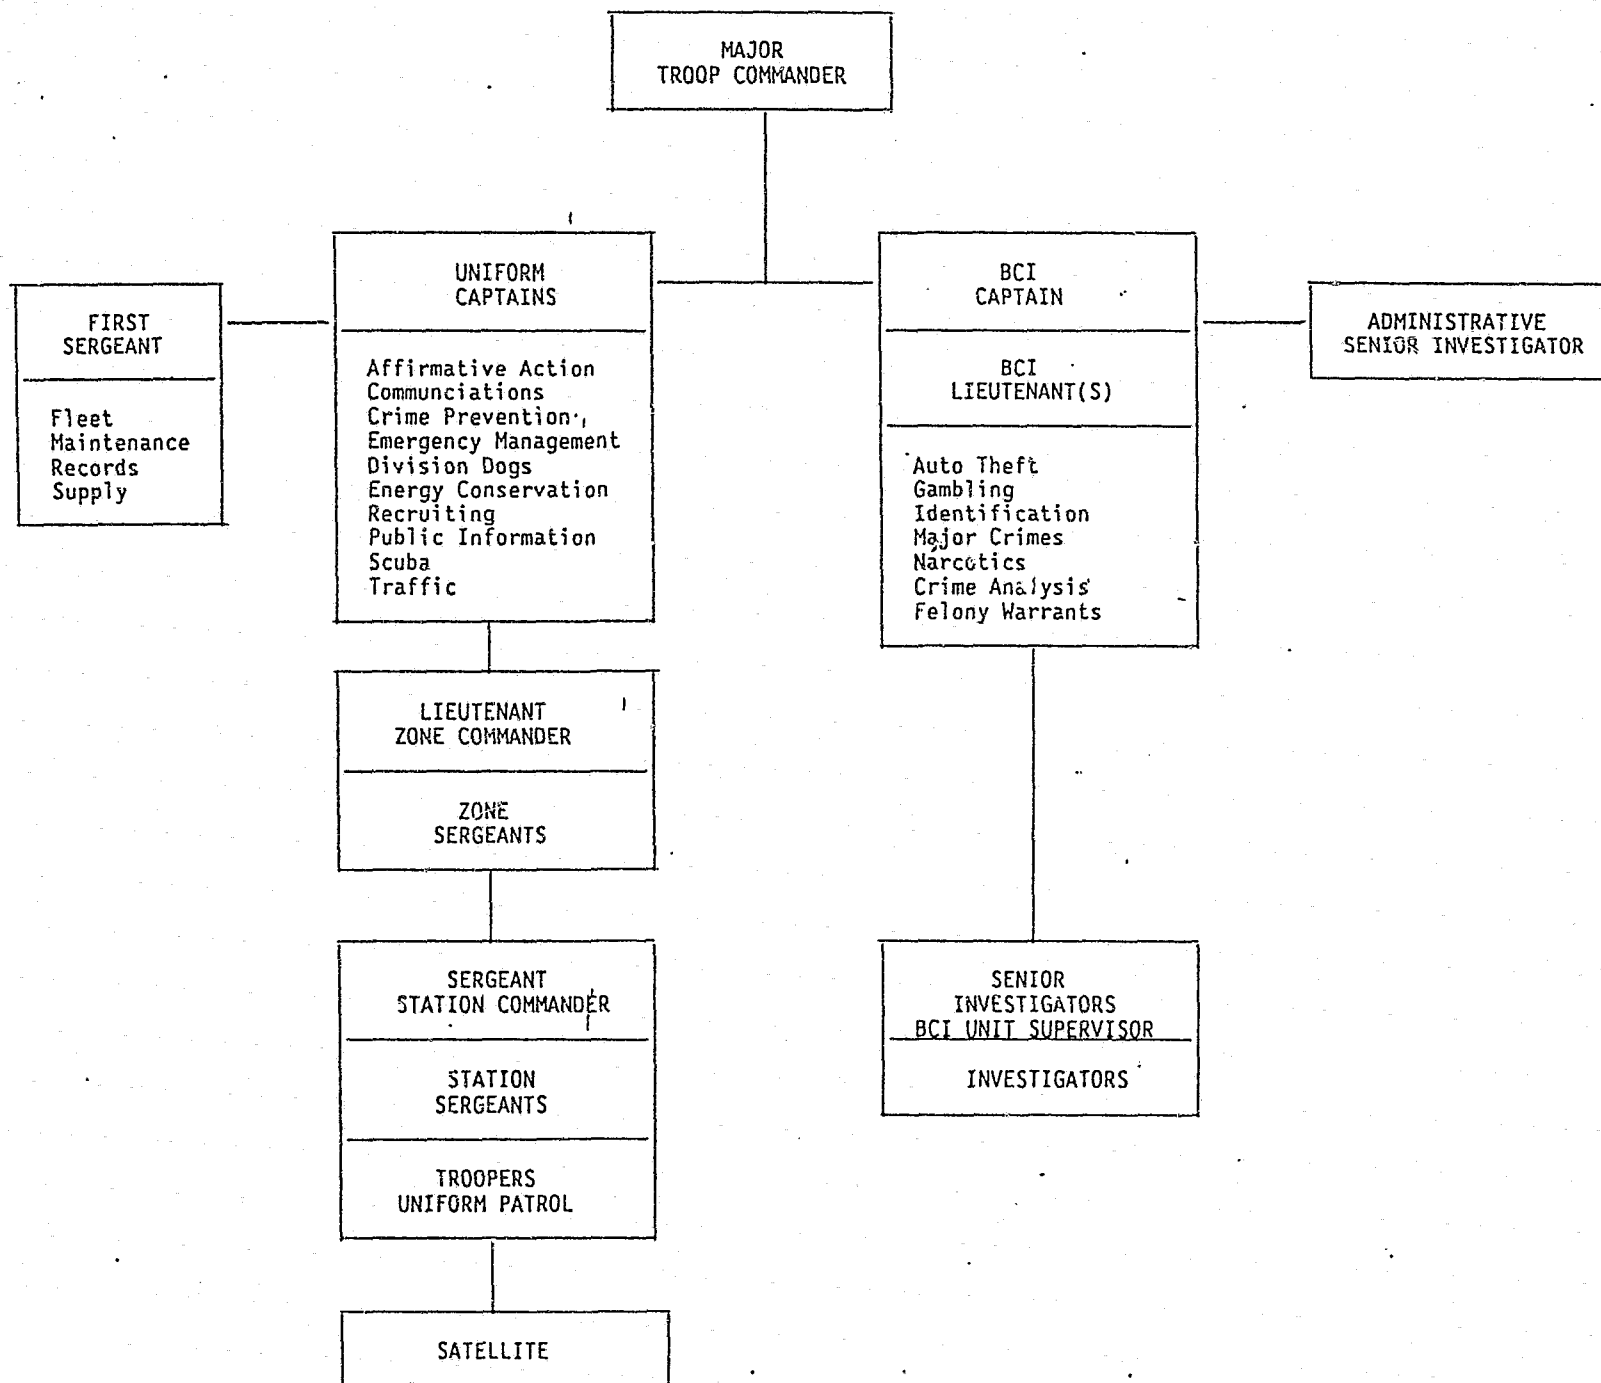 MAJOR
TROOP COMMANDER
UNIFORM
CAPTAINS
Affirmative Action
Communciations
Crime Prevention
Emergency Management
Division Dogs
Energy Conservation
Recruiting
Public Information
Scuba
Traffic
FIRST
SERGEANT
Fleet
Maintenance
Records
Supply
BCI
CAPTAIN
BCI
LIEUTENANT(S)
Auto Theft
Gambling
Identification
Major Crimes
Narcotics
Crime Analysis
Felony Warrants
ADMINISTRATIVE
SENIOR INVESTIGATOR
LIEUTENANT
ZONE COMMANDER
ZONE
SERGEANTS
SERGEANT
STATION COMMANDER
STATION
SERGEANTS
TROOPERS
UNIFORM PATROL
SENIOR
INVESTIGATORS
BCI UNIT SUPERVISOR
INVESTIGATORS
SATELLITE